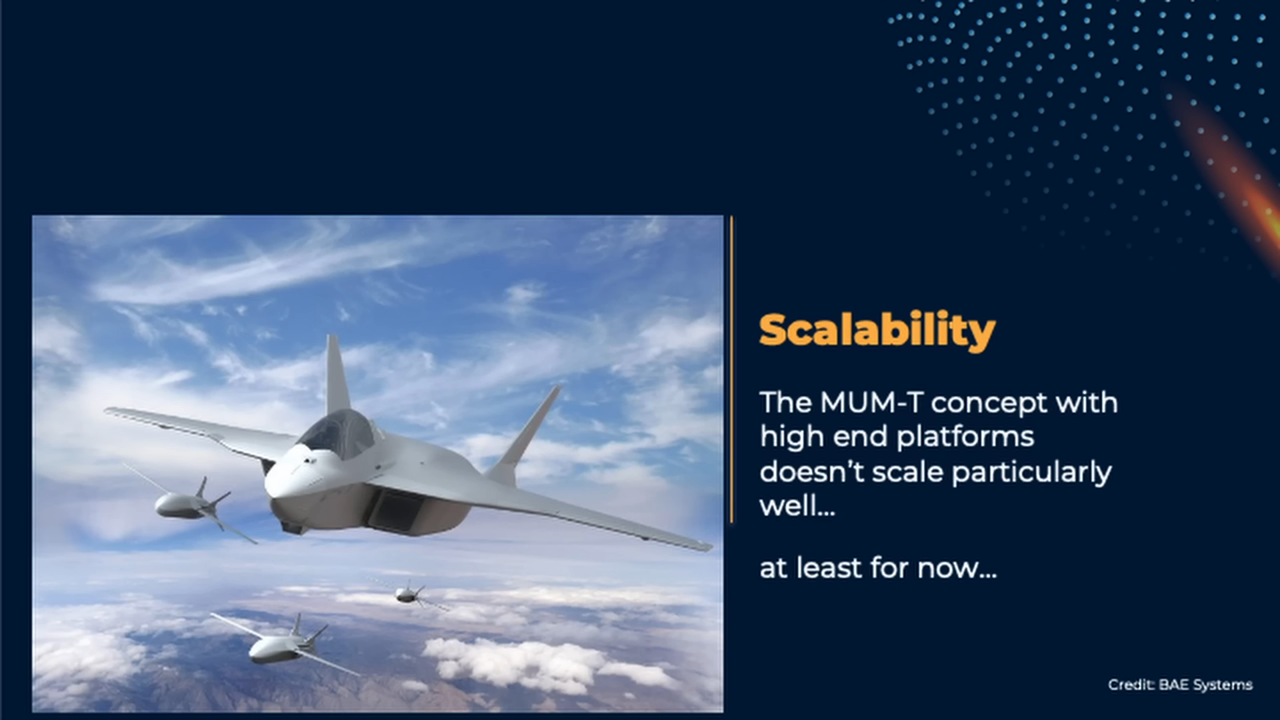 Scalability
The MUM-T concept with
high end platforms
doesn't scale particularly
well...
at least for now...
Credit: BAE Systems